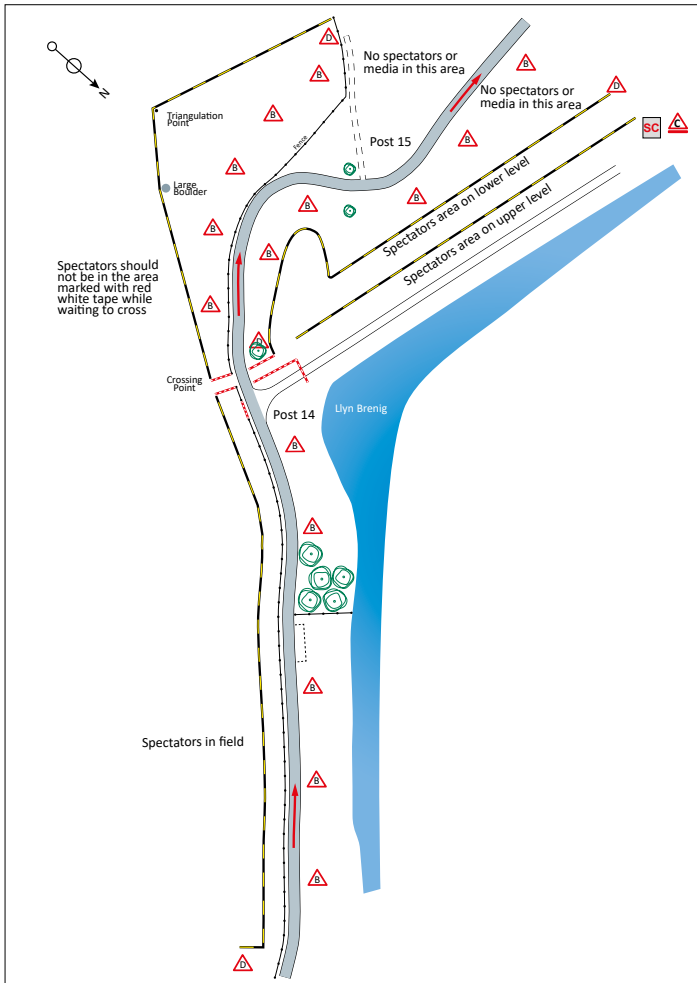 D
No spectators or
media in this area
B
B
No spectators or
media in this area
D
N
B
Triangulation
Point
SC
C
Fence
Post 15
B
B
Large
Boulder
B
B
Spectators area on lower level
Spectators area on upper level
B
B
Spectators should
not be in the area
marked with red
white tape while
waiting to cross
B
D
Crossing
Point
Post 14
Llyn Brenig
B
B
B
Spectators in field
B
B
D